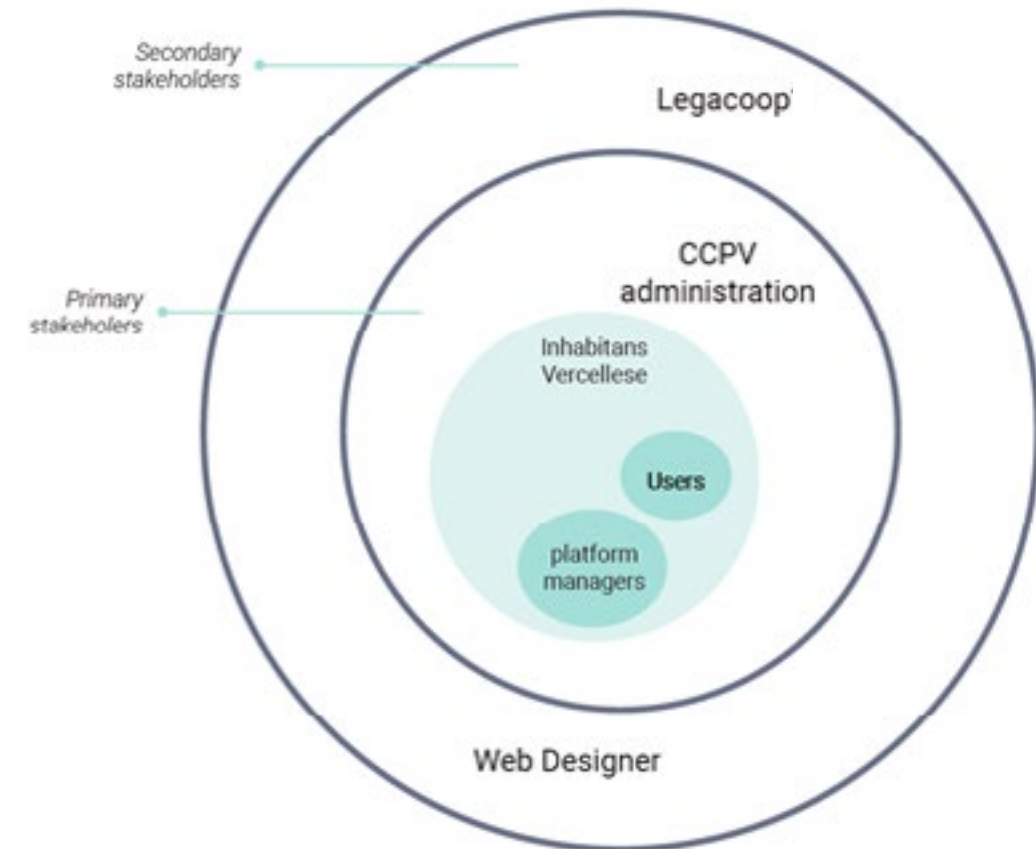 Secondary
stakeholders
Legacoop
CCPV
administration
Primary
stakeholers
Inhabitans
Vercellese
Users
platform
managers
Web Designer